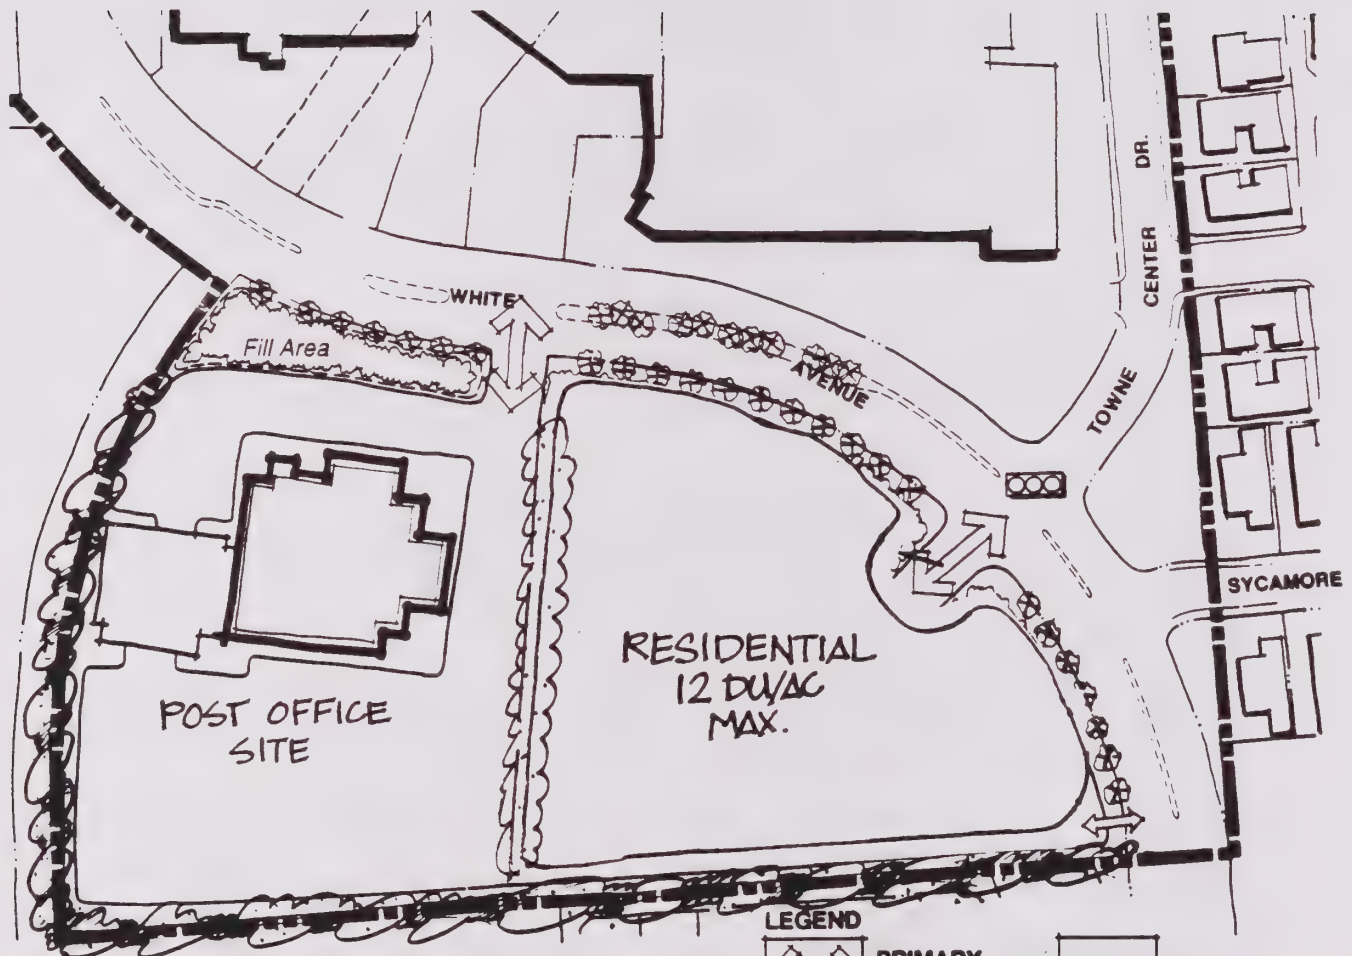 DR.
CENTER
TOWNE
WHITE
AVENUE
Fill Area
SYCAMORE
RESIDENTIAL
12 DU/AC
MAX.
POST OFFICE
SITE
LEGEND
PRIMARY